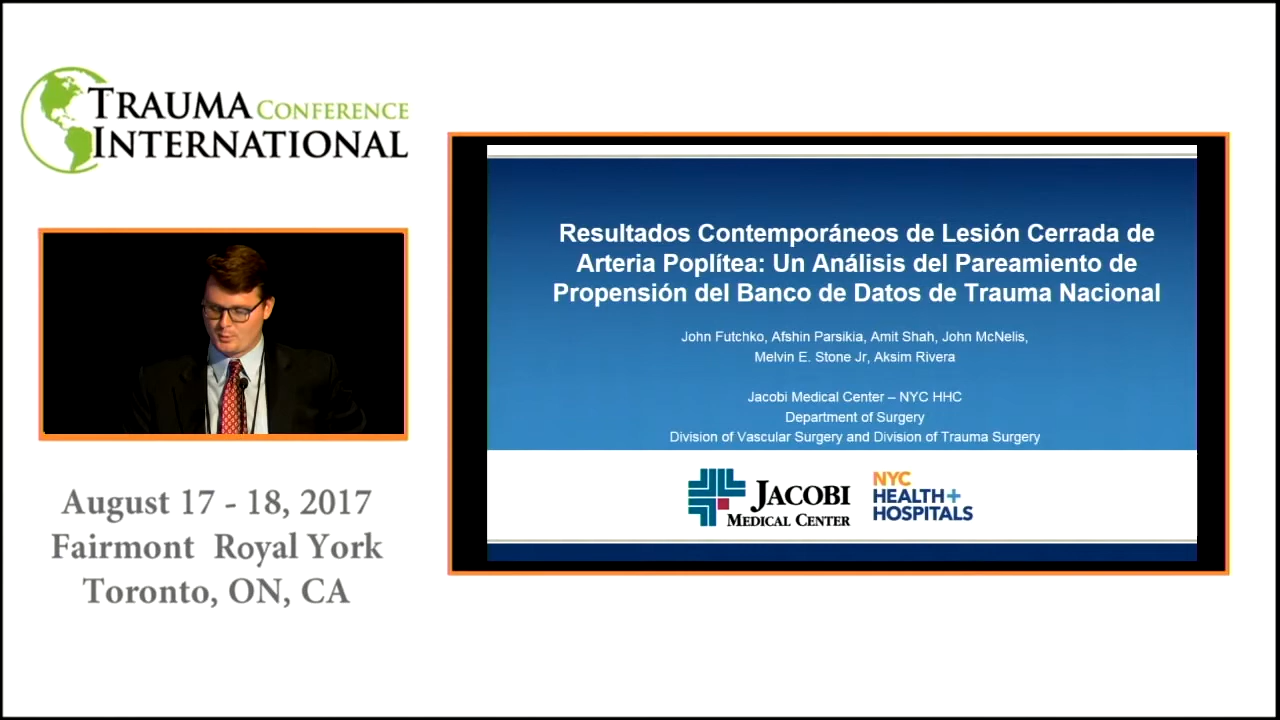 TRAUMA CONFERENCE
INTERNATIONAL
August 17 - 18, 2017
Fairmont Royal York
Toronto, ON, CA
Resultados Contemporáneos de Lesión Cerrada de
Arteria Poplítea: Un Análisis del Pareamiento de
Propensión del Banco de Datos de Trauma Nacional
John Futchko, Afshin Parsikia, Amit Shah, John McNelis,
Melvin E. Stone Jr, Aksim Rivera
Jacobi Medical Center – NYC HHC
Department of Surgery
Division of Vascular Surgery and Division of Trauma Surgery
JACOBI
MEDICAL CENTER
NYC
HEALTH+
HOSPITALS